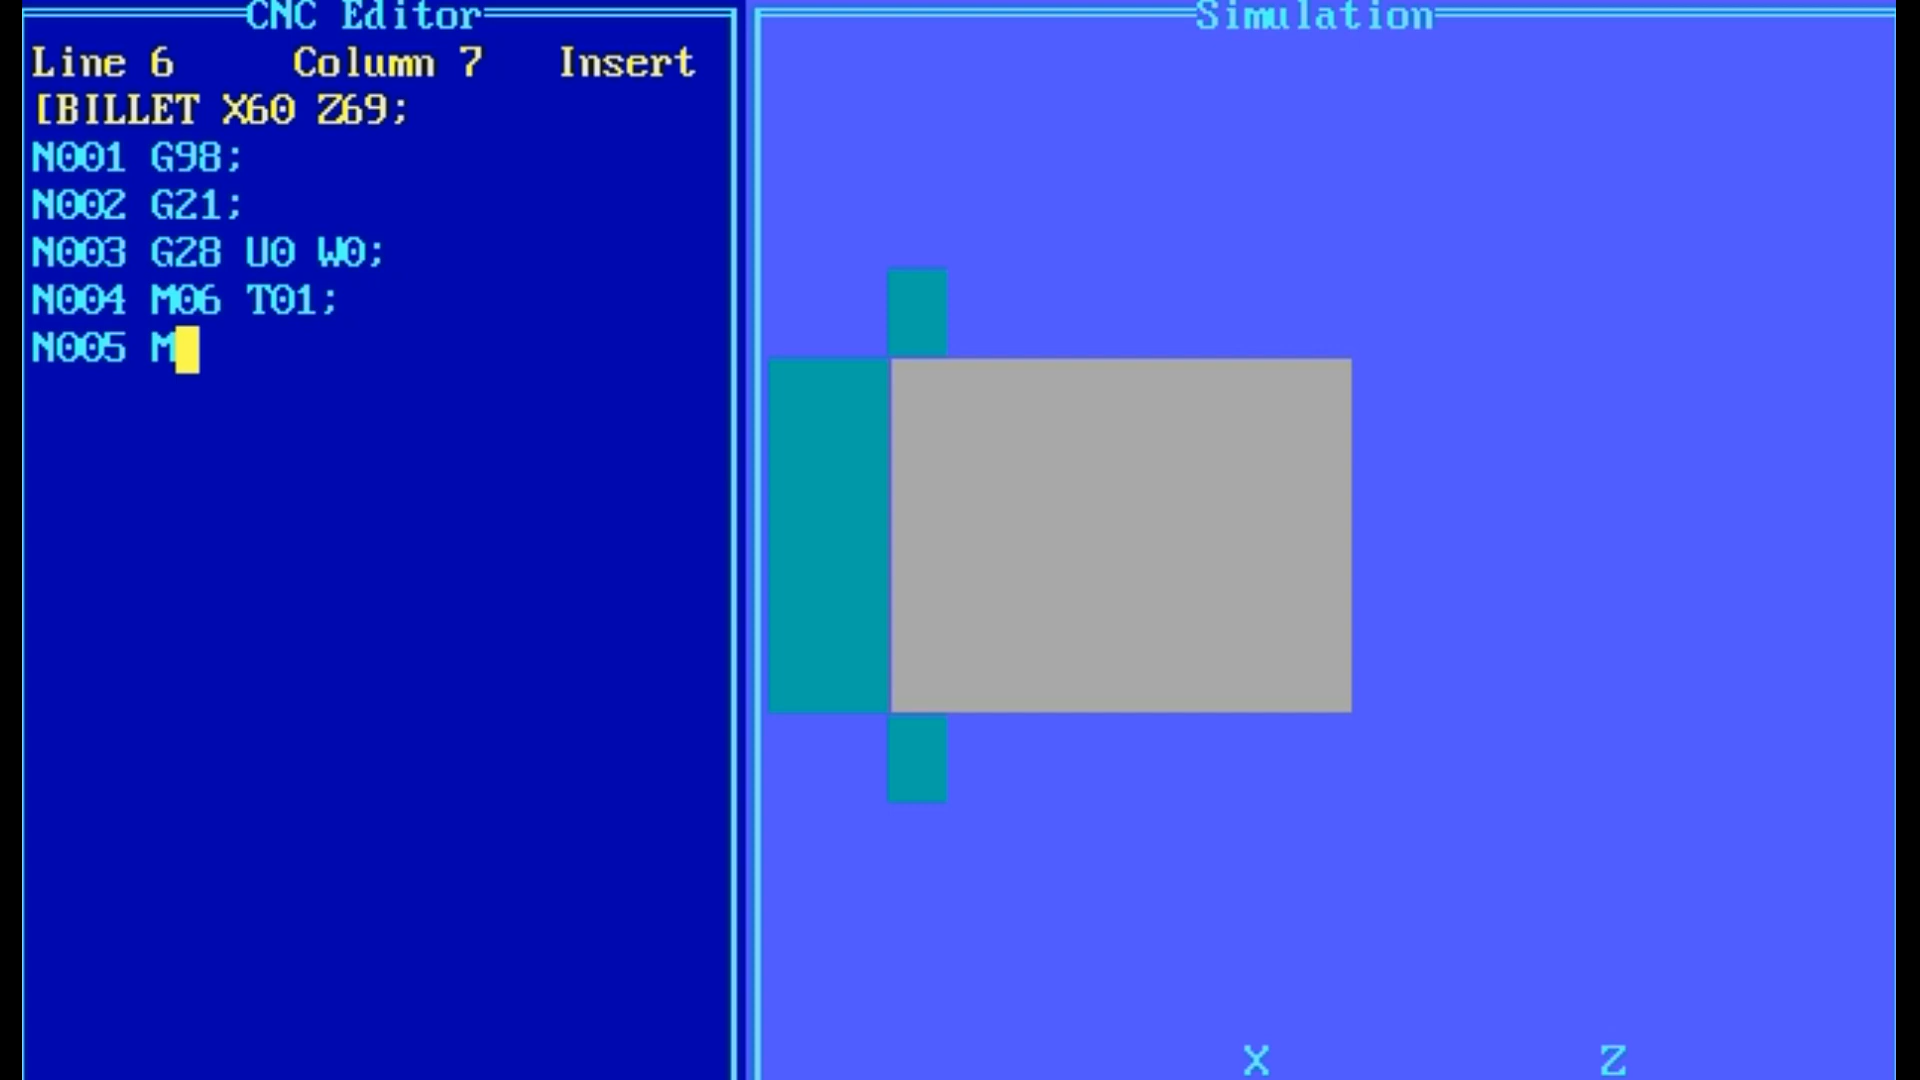 CNC Editor
Line 6 Column 7 Insert
[BILLET X60 Z69;
N001 G98;
N002 G21;
N003 G28 U0 W0;
N004 M06 T01;
N005 M
Simulation
X Z